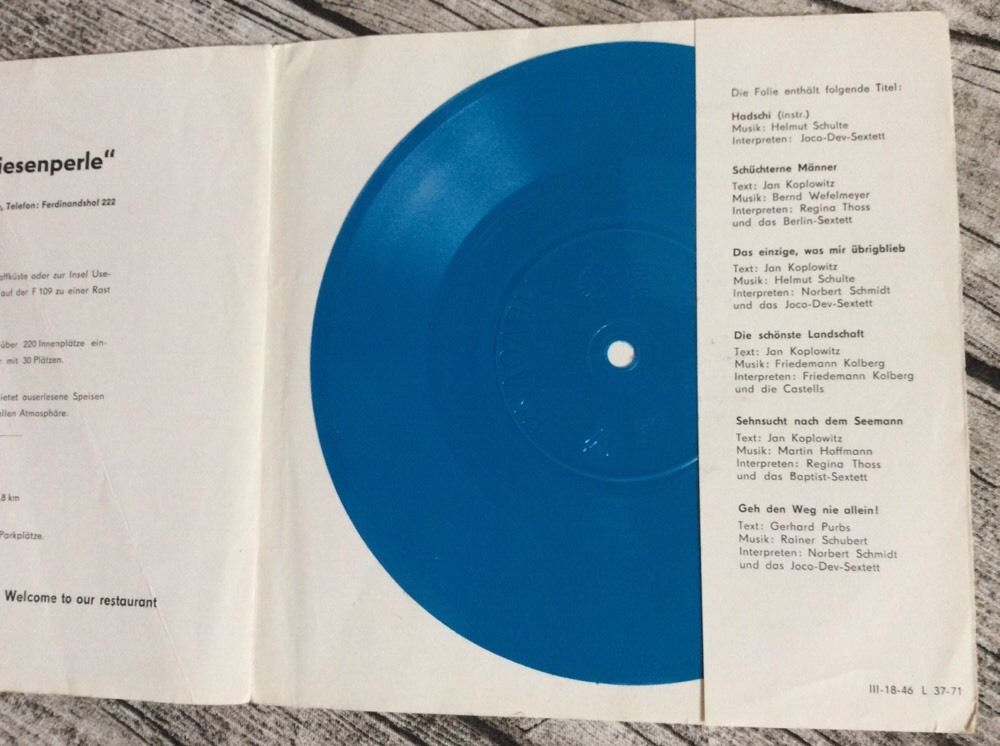 iesenperle“
Telefon: Ferdinandshof 222
affküste oder zur Insel Use-
auf der F 109 zu einer Rast
über 220 Innenplätze ein-
mit 30 Plätzen.
ietet auserlesene Speisen
ellen Atmosphäre.
8 km
Parkplätze.
Welcome to our restaurant
Die Folie enthält folgende Titel:
Hadschi (instr.)
Musik: Helmut Schulte
Interpreten: Joco-Dev-Sextett
Schüchterne Männer
Text: Jan Koplowitz
Musik: Bernd Wefelmeyer
Interpreten: Regina Thoss
und das Berlin-Sextett
Das einzige, was mir übrigblieb
Text: Jan Koplowitz
Musik: Helmut Schulte
Interpreten: Norbert Schmidt
und das Joco-Dev-Sextett
Die schönste Landschaft
Text: Jan Koplowitz
Musik: Friedemann Kolberg
Interpreten: Friedemann Kolberg
und die Castells
Sehnsucht nach dem Seemann
Text: Jan Koplowitz
Musik: Martin Hoffmann
Interpreten: Regina Thoss
und das Baptist-Sextett
Geh den Weg nie allein!
Text: Gerhard Purbs
Musik: Rainer Schubert
Interpreten: Norbert Schmidt
und das Joco-Dev-Sextett
III-18-46 L 37-71